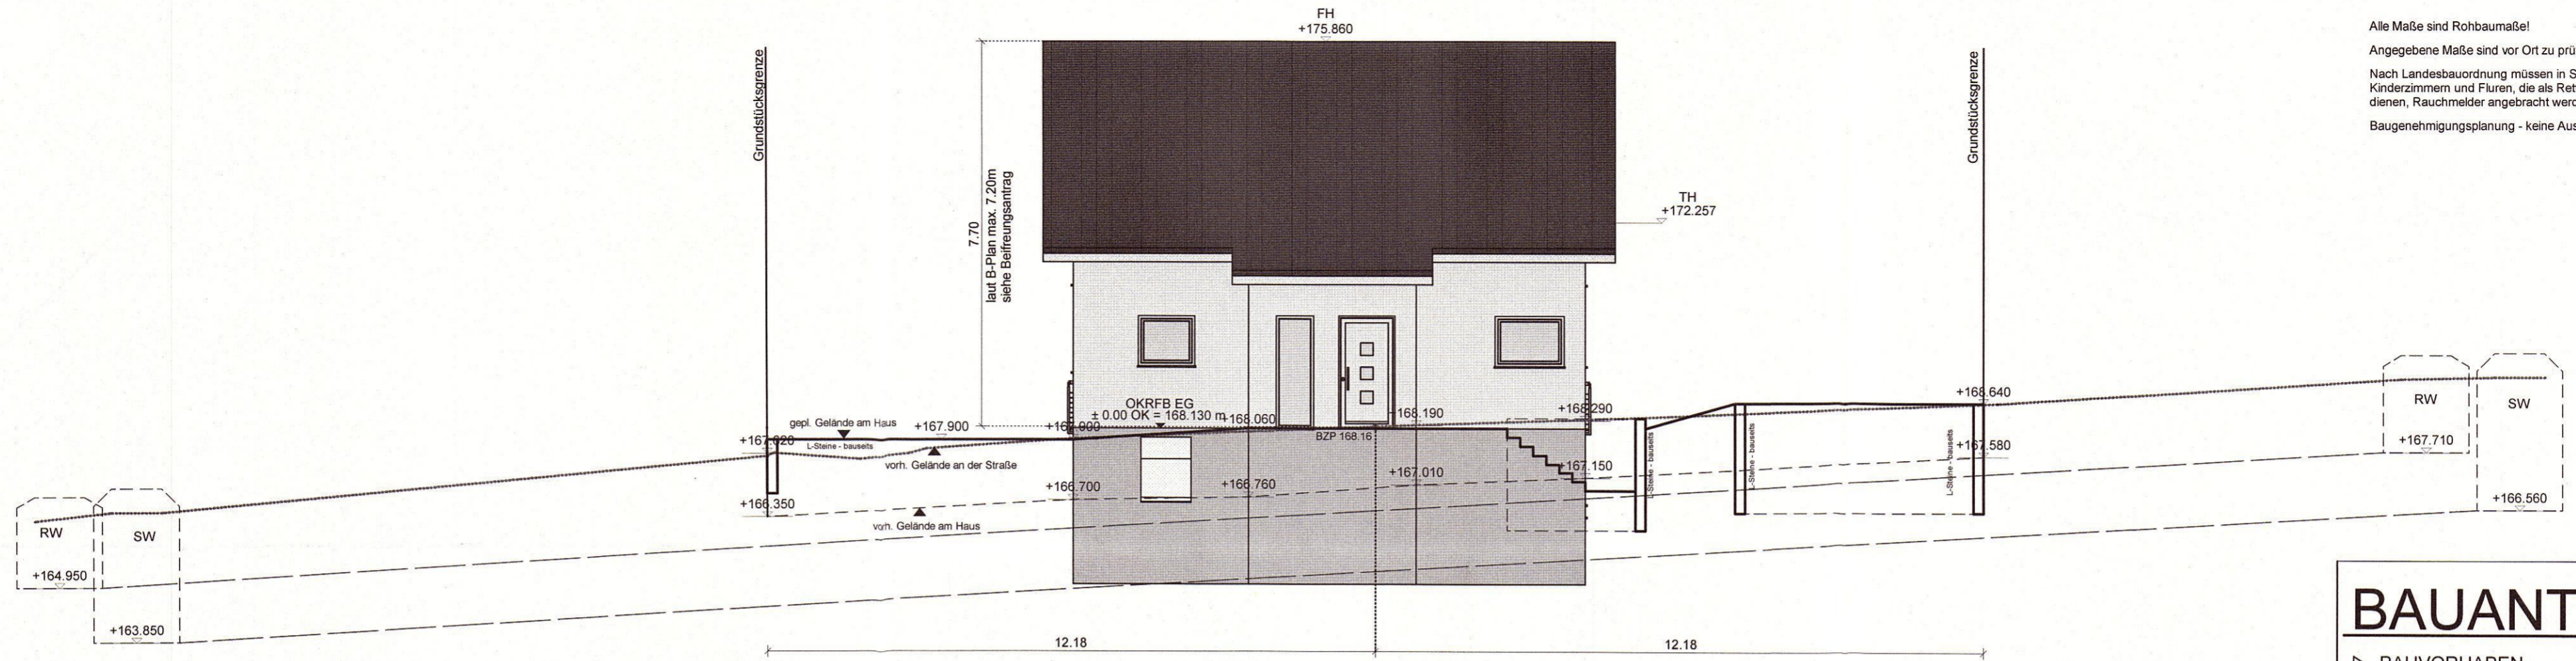 FH
+175.860
Alle Maße sind Rohbaumaße!
Angegebene Maße sind vor Ort zu prü
Nach Landesbauordnung müssen in S
Kinderzimmern und Fluren, die als Ret
dienen, Rauchmelder angebracht werd
Baugenehmigungsplanung - keine Aus
Grundstücksgrenze
Grundstücksgrenze
7.70
laut B-Plan max. 7.20m
siehe Beifreungsantrag
TH
+172.257
OKRFB EG
± 0.00 OK = 168.130 m
+168.060
+168.190
+168.290
+168.640
gepl. Gelände am Haus
+167.900
+167.900
L-Steine - bauseits
BZP 168.16
vorh. Gelände an der Straße
+167.150
+167.580
+167.010
+166.700
+166.760
+166.350
vorh. Gelände am Haus
L-Steine - bauseits
L-Steine - bauseits
L-Steine - bauseits
RW
SW
+164.950
+163.850
RW
SW
+167.710
+166.560
12.18
12.18
BAUANT
BAUVORHABEN